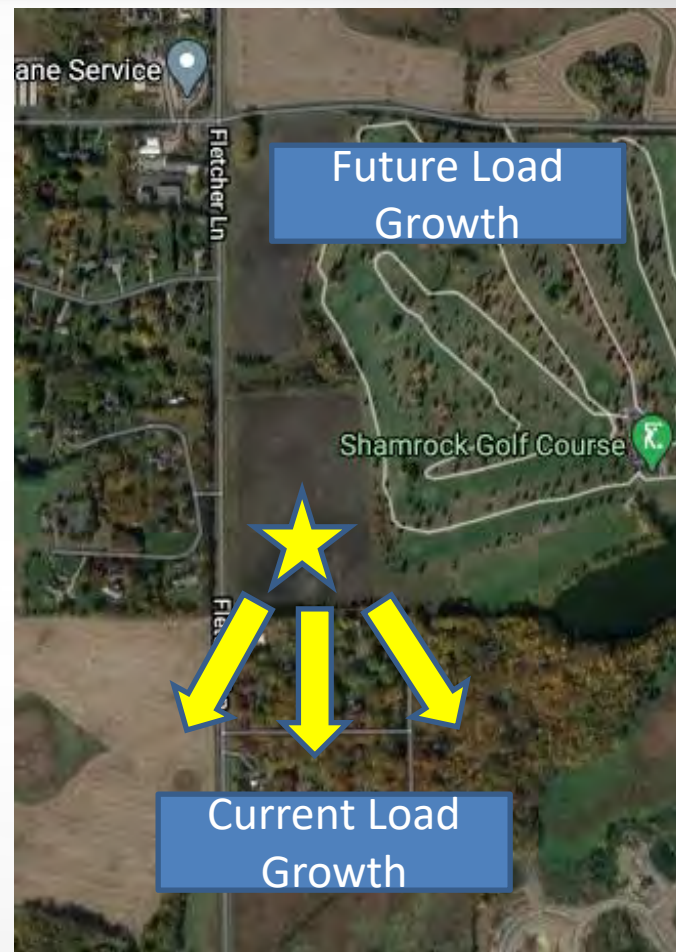 ane Service
Fletcher Ln
Future Load
Growth
Shamrock Golf Course
Current Load
Growth